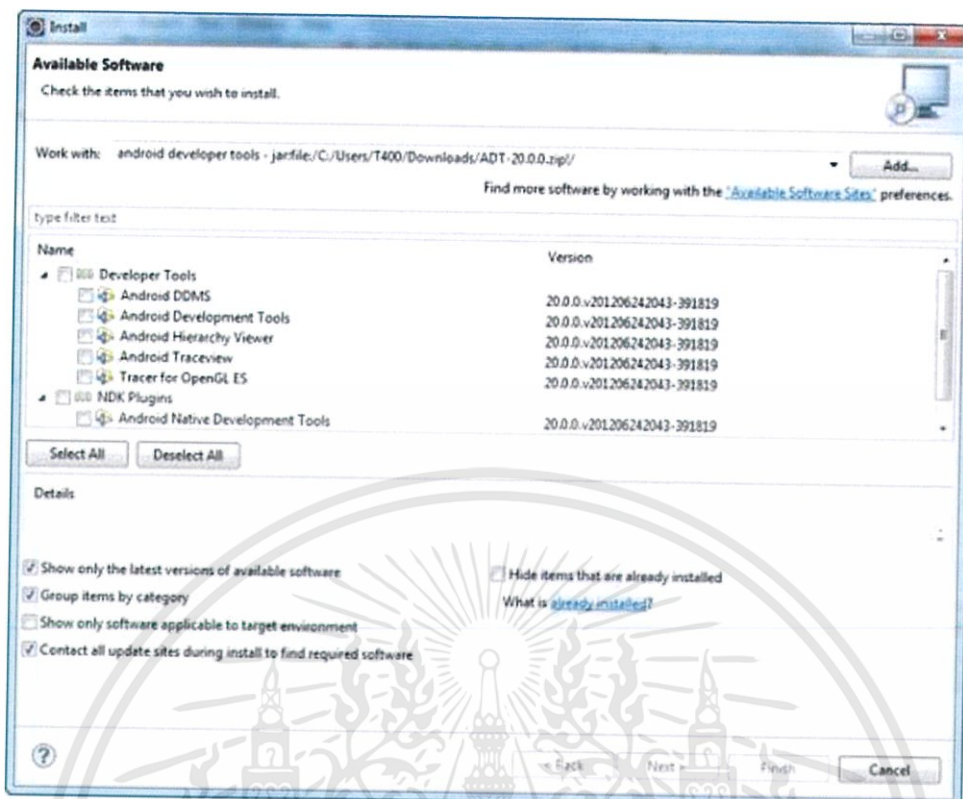 Install
Available Software
Check the items that you wish to install.
Work with: android developer tools - jar:file:/C:/Users/T400/Downloads/ADT-20.0.0.zip!/ Add...
Find more software by working with the "Available Software Sites" preferences.
type filter text
Name Version
Developer Tools
Android DDMS 20.0.0.v201206242043-391819
Android Development Tools 20.0.0.v201206242043-391819
Android Hierarchy Viewer 20.0.0.v201206242043-391819
Android Traceview 20.0.0.v201206242043-391819
Tracer for OpenGL ES 20.0.0.v201206242043-391819
NDK Plugins
Android Native Development Tools 20.0.0.v201206242043-391819
Select All Deselect All
Details
Show only the latest versions of available software Hide items that are already installed
Group items by category What is already installed?
Show only software applicable to target environment
Contact all update sites during install to find required software
? < Back Next > Finish Cancel